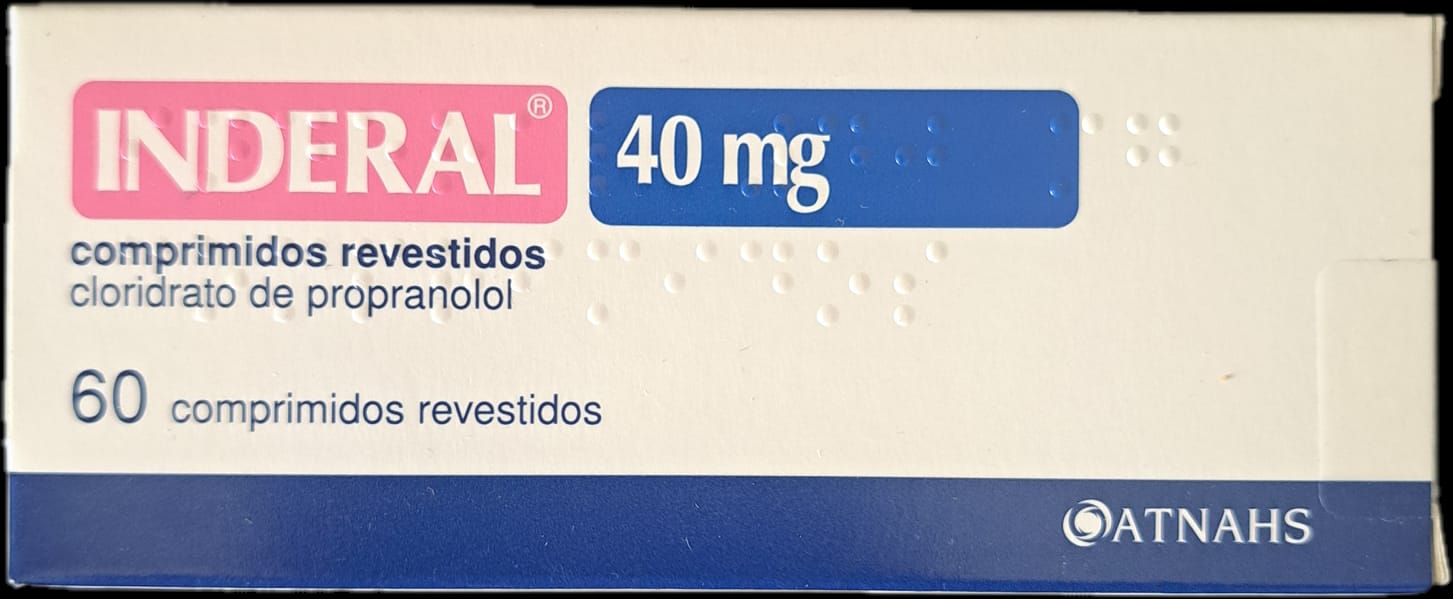 INDERAL® 40 mg
comprimidos revestidos
cloridrato de propranolol
60 comprimidos revestidos
ATNAHS